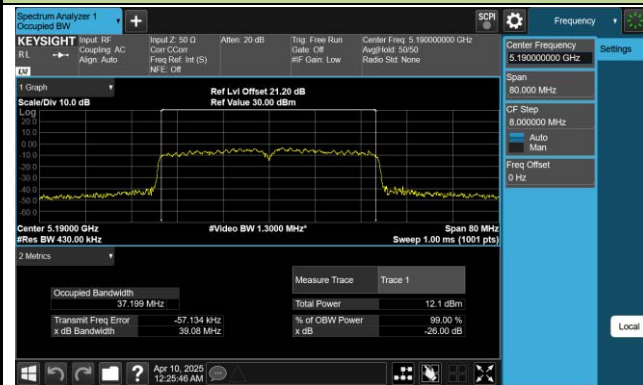 Spectrum Analyzer 1
Occupied BW
SCPI
Frequency
KEYSIGHT
RL
LXI
Input: RF
Coupling: AC
Align: Auto
Input Z: 50 Ω
Corr CCorr
Freq Ref: Int (S)
NFE: Off
Atten: 20 dB
Trig: Free Run
Gate: Off
#IF Gain: Low
Center Freq: 5.190000000 GHz
Avg|Hold: 50/50
Radio Std: None
1 Graph
Scale/Div 10.0 dB
Ref Lvl Offset 21.20 dB
Ref Value 30.00 dBm
Log
20.0
10.0
0.00
-10.0
-20.0
-30.0
-40.0
-50.0
-60.0
Center 5.19000 GHz
#Video BW 1.3000 MHz*
Span 80 MHz
#Res BW 430.00 kHz
Sweep 1.00 ms (1001 pts)
2 Metrics
Measure Trace Trace 1
Occupied Bandwidth
37.199 MHz
Total Power 12.1 dBm
Transmit Freq Error -57.134 kHz
% of OBW Power 99.00 %
x dB Bandwidth 39.08 MHz
x dB -26.00 dB
Center Frequency
5.190000000 GHz
Settings
Span
80.000 MHz
CF Step
8.000000 MHz
Auto
Man
Freq Offset
0 Hz
Local
Apr 10, 2025
12:25:46 AM